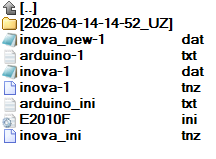 [..]
[2026-04-14-14-52_UZ]
inova_new-1 dat
arduino-1 txt
inova-1 dat
inova-1 tnz
arduino_ini txt
E2010F ini
inova_ini tnz